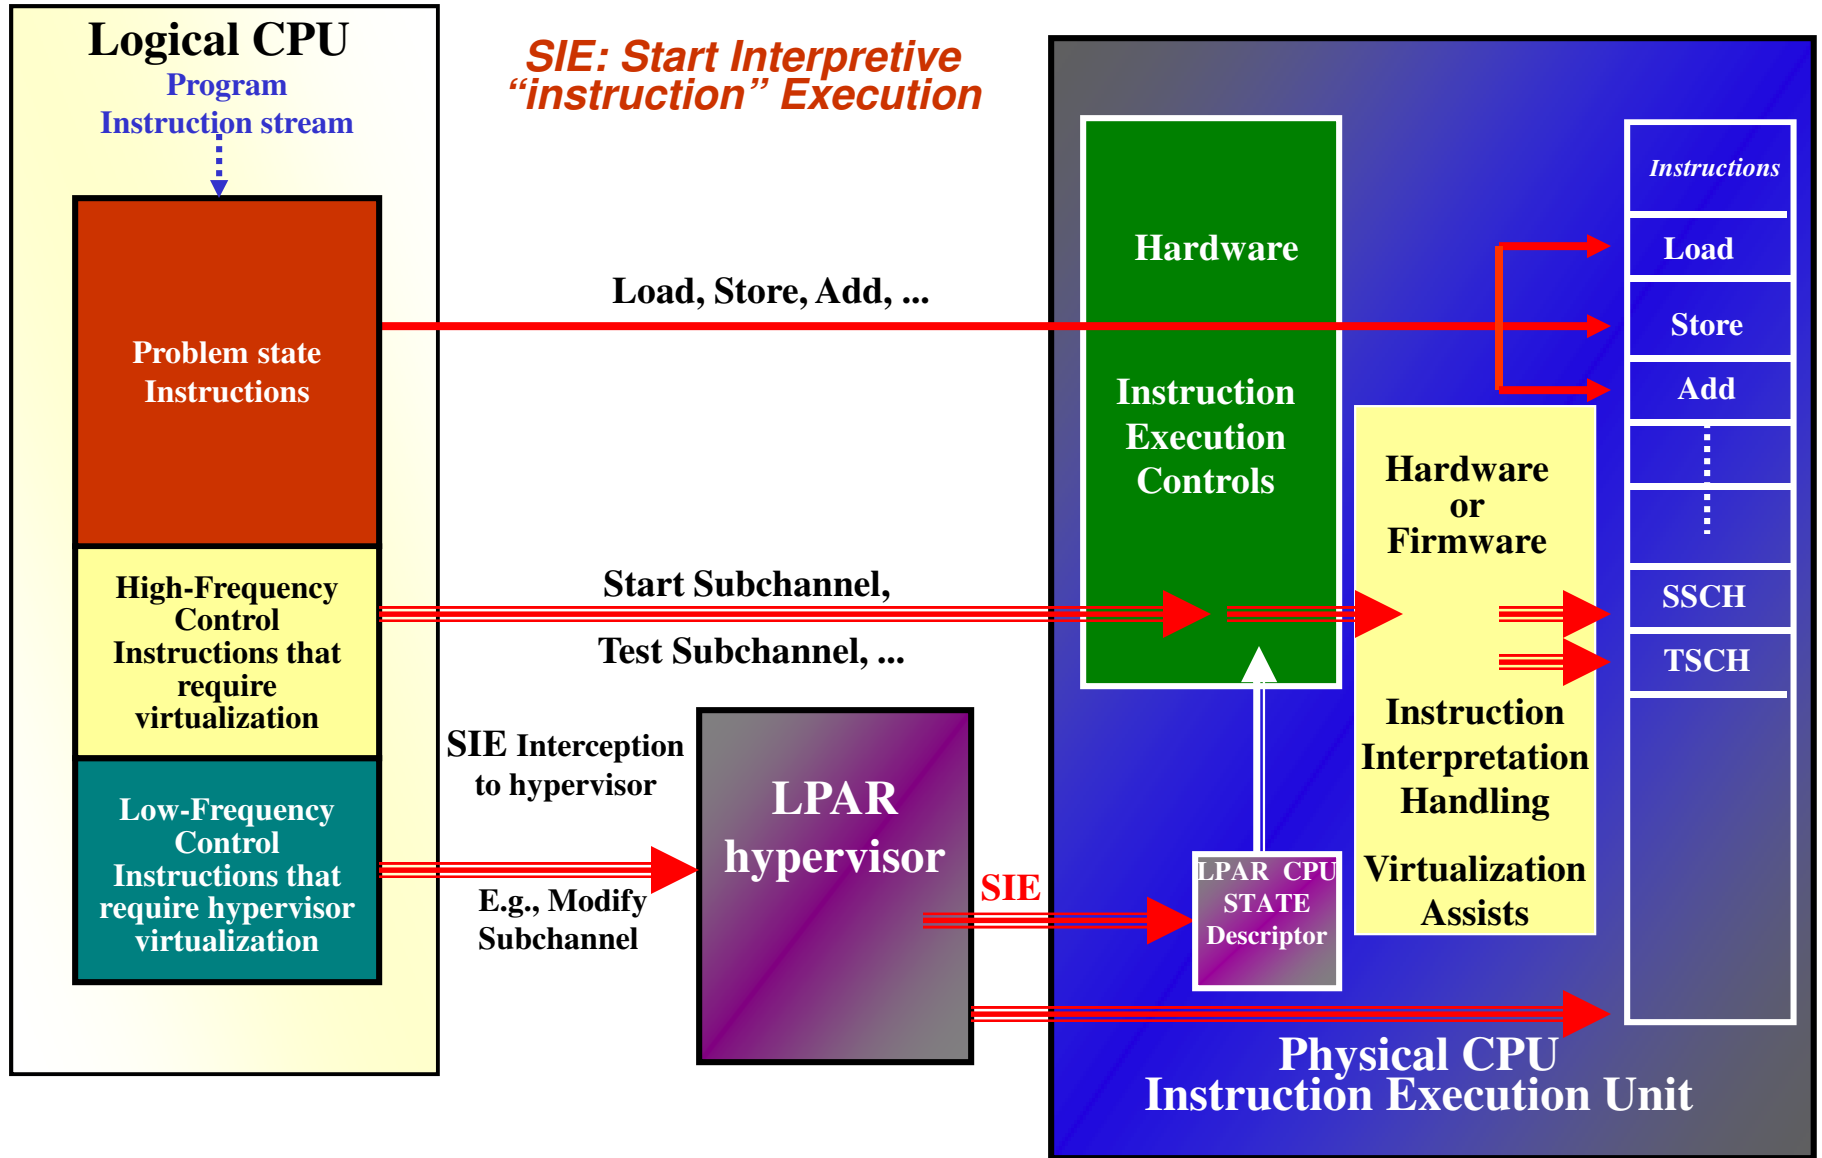 Logical CPU
Program
Instruction stream
Problem state
Instructions
High-Frequency
Control
Instructions that
require
virtualization
Low-Frequency
Control
Instructions that
require hypervisor
virtualization
SIE: Start Interpretive
“instruction” Execution
Load, Store, Add, ...
Start Subchannel,
Test Subchannel, ...
SIE Interception
to hypervisor
E.g., Modify
Subchannel
LPAR
hypervisor
SIE
Hardware
Instruction
Execution
Controls
LPAR CPU
STATE
Descriptor
Hardware
or
Firmware
Instruction
Interpretation
Handling
Virtualization
Assists
Instructions
Load
Store
Add
SSCH
TSCH
Physical CPU
Instruction Execution Unit